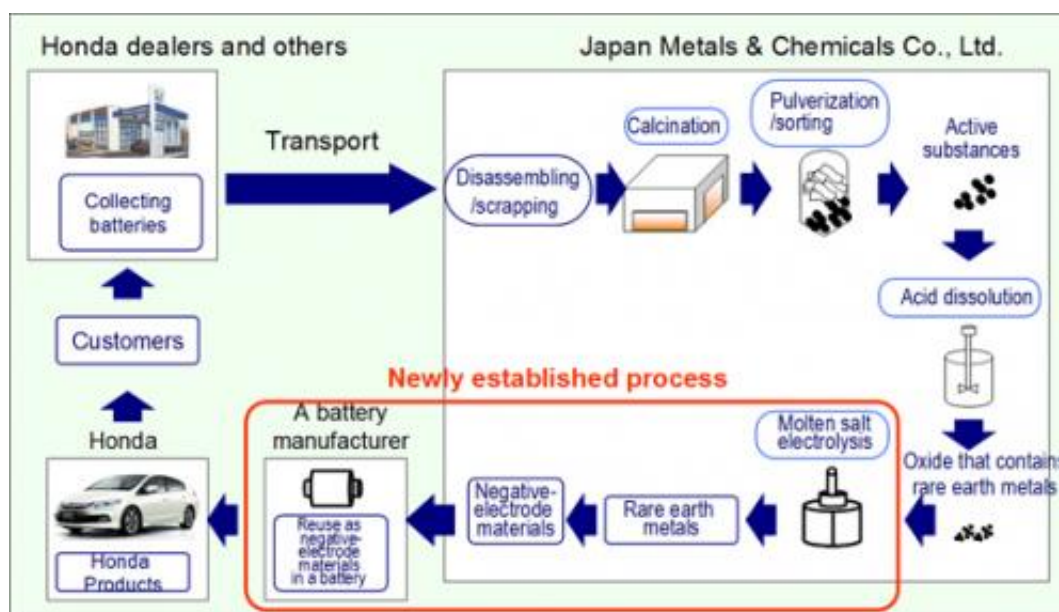 Honda dealers and others
Japan Metals & Chemicals Co., Ltd.
Collecting
batteries
Transport
Disassembling
/scrapping
Calcination
Pulverization
/sorting
Active
substances
Acid dissolution
Oxide that contains
rare earth metals
Newly established process
Molten salt
electrolysis
Rare earth
metals
Negative-
electrode
materials
A battery
manufacturer
Reuse as
negative-
electrode
materials
in a battery
Honda
Honda
Products
Customers